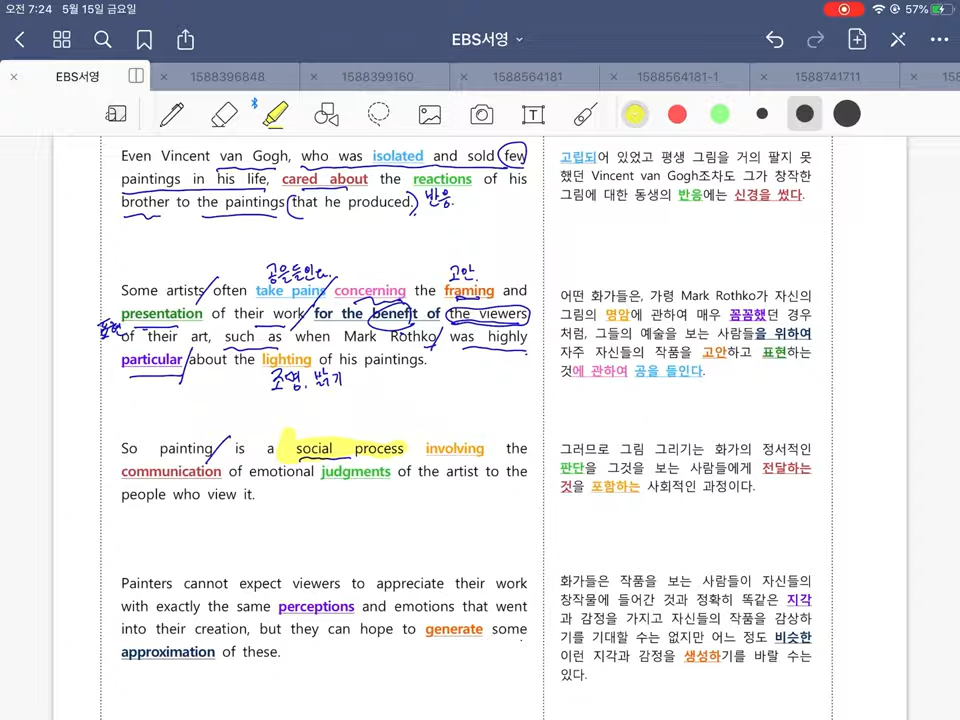 오전 7:24 5월 15일 금요일
57%
EBS서영
EBS서영
1588396848
1588399160
1588564181
1588564181-1
1588741711
Even Vincent van Gogh, who was isolated and sold few
paintings in his life, cared about the reactions of his
brother to the paintings that he produced.
반응.
고립되어 있었고 평생 그림을 거의 팔지 못
했던 Vincent van Gogh조차도 그가 창작한
그림에 대한 동생의 반응에는 신경을 썼다.
고안.
Some artists often take pains concerning the framing and
presentation of their work for the benefit of the viewers
표현
of their art, such as when Mark Rothko was highly
particular about the lighting of his paintings.
조명, 밝기
어떤 화가들은, 가령 Mark Rothko가 자신의
그림의 명암에 관하여 매우 꼼꼼했던 경우
처럼, 그들의 예술을 보는 사람들을 위하여
자주 자신들의 작품을 고안하고 표현하는
것에 관하여 공을 들인다.
So painting is a social process involving the
communication of emotional judgments of the artist to the
people who view it.
그러므로 그림 그리기는 화가의 정서적인
판단을 그것을 보는 사람들에게 전달하는
것을 포함하는 사회적인 과정이다.
Painters cannot expect viewers to appreciate their work
with exactly the same perceptions and emotions that went
into their creation, but they can hope to generate some
approximation of these.
화가들은 작품을 보는 사람들이 자신들의
창작물에 들어간 것과 정확히 똑같은 지각
과 감정을 가지고 자신들의 작품을 감상하
기를 기대할 수는 없지만 어느 정도 비슷한
이런 지각과 감정을 생성하기를 바랄 수는
있다.